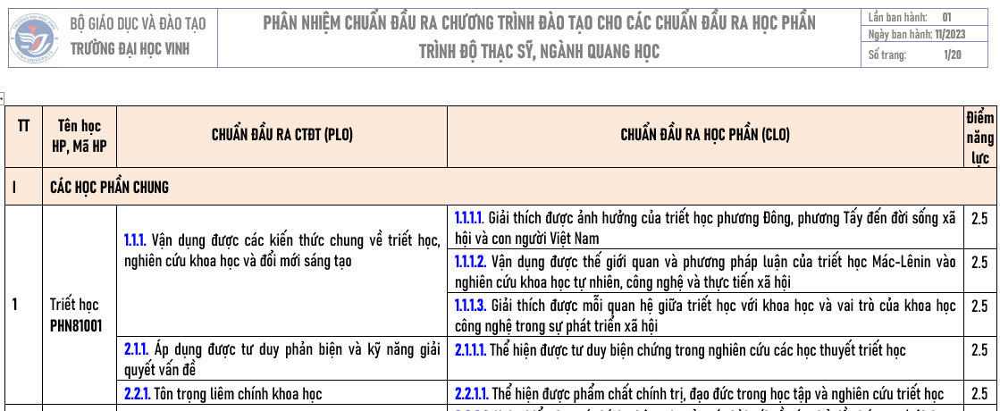 BỘ GIÁO DỤC VÀ ĐÀO TẠO
TRƯỜNG ĐẠI HỌC VINH
PHÂN NHIỆM CHUẨN ĐẦU RA CHƯƠNG TRÌNH ĐÀO TẠO CHO CÁC CHUẨN ĐẦU RA HỌC PHẦN
TRÌNH ĐỘ THẠC SỸ, NGÀNH QUANG HỌC
Lần ban hành: 01
Ngày ban hành: 11/2023
Số trang: 1/20
TT
Tên học
HP, Mã HP
CHUẨN ĐẦU RA CTĐT (PLO)
CHUẨN ĐẦU RA HỌC PHẦN (CLO)
Điểm
năng
lực
I
CÁC HỌC PHẦN CHUNG
1
Triết học
PHN81001
1.1.1. Vận dụng được các kiến thức chung về triết học,
nghiên cứu khoa học và đổi mới sáng tạo
1.1.1.1. Giải thích được ảnh hưởng của triết học phương Đông, phương Tấy đến đời sống xã
hội và con người Việt Nam
2.5
1.1.1.2. Vận dụng được thế giới quan và phương pháp luận của triết học Mác-Lênin vào
nghiên cứu khoa học tự nhiên, công nghệ và thực tiễn xã hội
2.5
1.1.1.3. Giải thích được mối quan hệ giữa triết học với khoa học và vai trò của khoa học
công nghệ trong sự phát triển xã hội
2.5
2.1.1. Áp dụng được tư duy phản biện và kỹ năng giải
quyết vấn đề
2.1.1.1. Thể hiện được tư duy biện chứng trong nghiên cứu các học thuyết triết học
2.5
2.2.1. Tôn trọng liêm chính khoa học
2.2.1.1. Thể hiện được phẩm chất chính trị, đạo đức trong học tập và nghiên cứu triết học
2.5